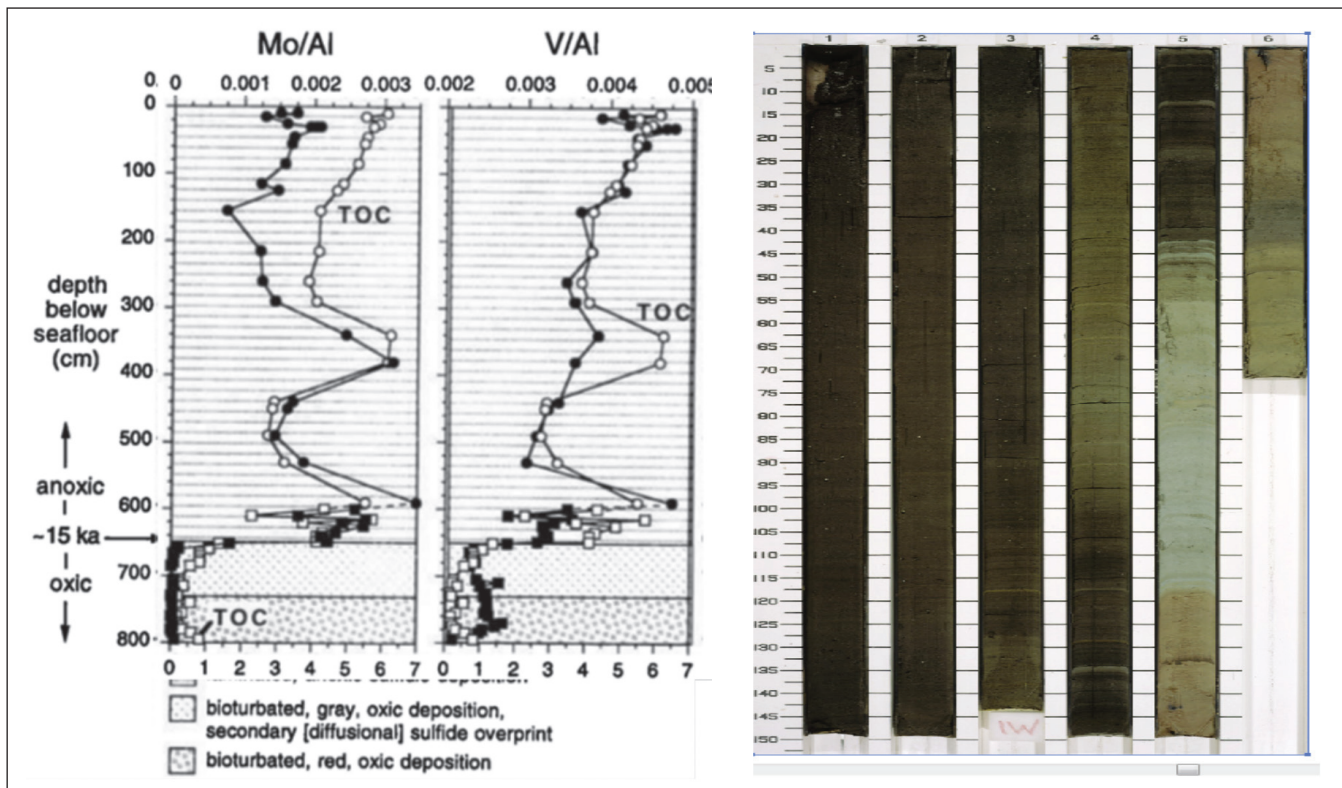 Mo/Al V/Al
0. 0 0.001 0.002 0.003 0.002 0.003 0.004 0.005
0
100
TOC
200
depth
below
seafloor
(cm)
300
TOC
400
500
anoxic
600
~15 ka
oxic
700
TOC
800
0 1 2 3 4 5 6 7 0 1 2 3 4 5 6 7
bioturbated, gray, oxic deposition,
secondary [diffusional] sulfide overprint
bioturbated, red, oxic deposition
1 2 3 4 5 6
5
10
15
20
25
30
35
40
45
50
55
60
65
70
75
80
85
90
95
100
105
110
115
120
125
130
135
140
145
150
IW